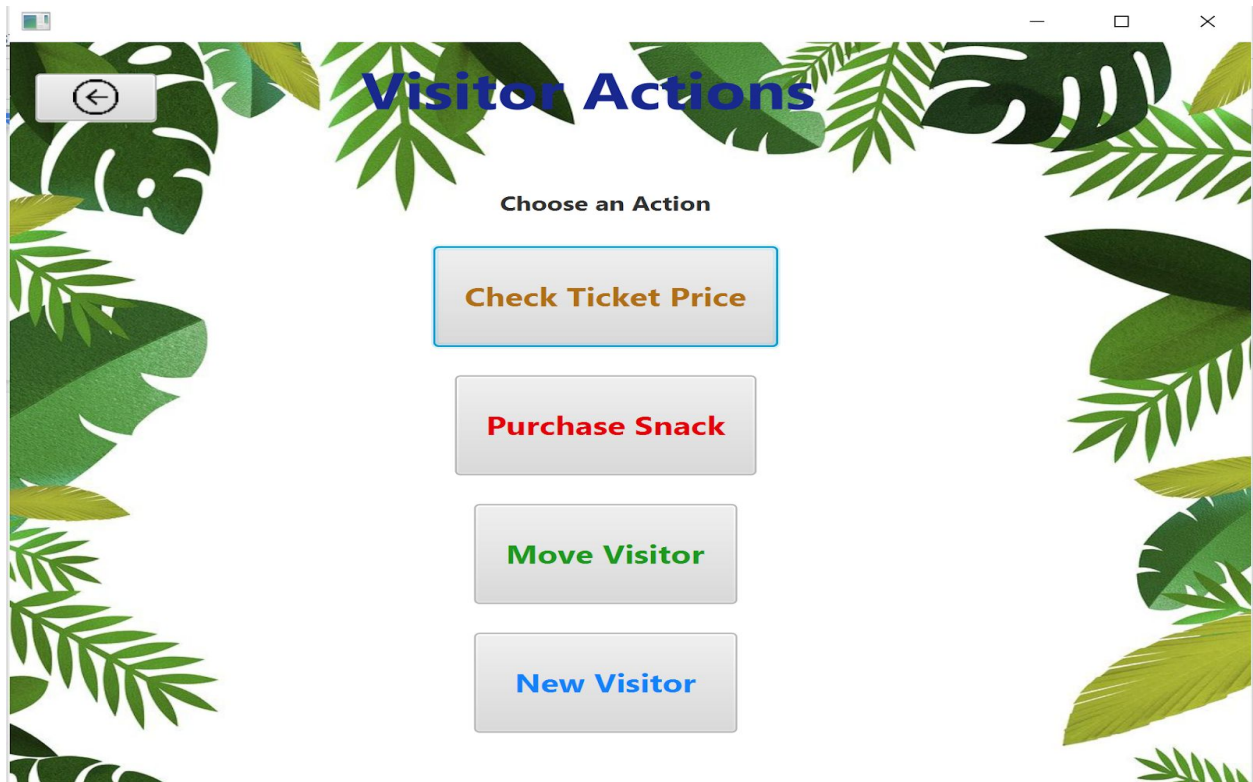 Visitor Actions
Choose an Action
Check Ticket Price
Purchase Snack
Move Visitor
New Visitor